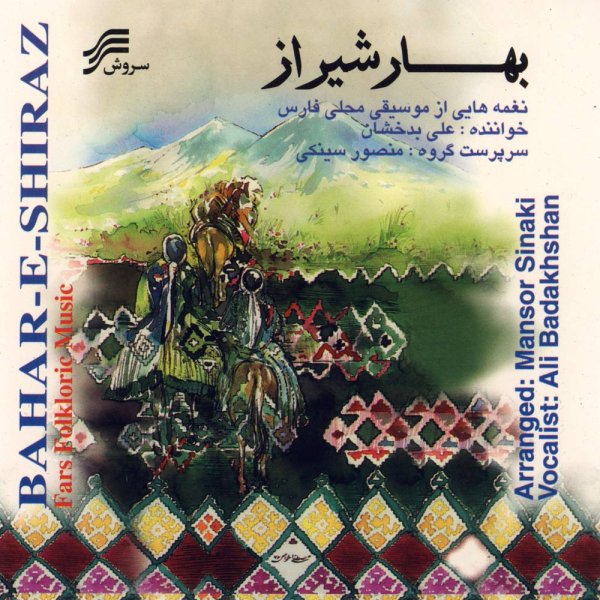 سروش
بهار شیراز
نغمه هایی از موسیقی محلی فارس
خواننده : علی بدخشان
سرپرست گروه : منصور سینکی
BAHAR-E-SHIRAZ
Fars Folkloric Music
Arranged: Mansor Sinaki
Vocalist: Ali Badakhshan